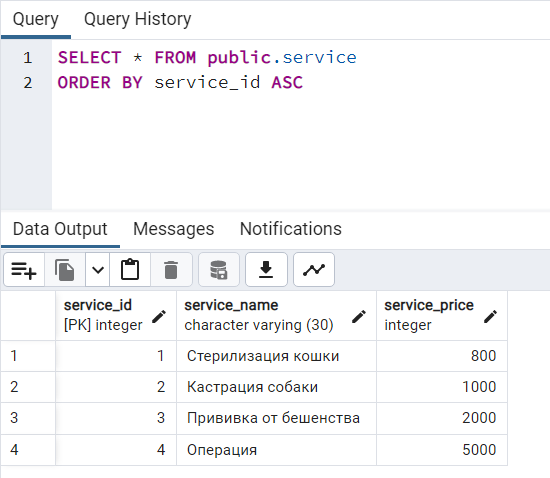 Query Query History
1 SELECT * FROM public.service
2 ORDER BY service_id ASC
Data Output Messages Notifications
service_id service_name service_price
[PK] integer character varying (30) integer
1 1 Стерилизация кошки 800
2 2 Кастрация собаки 1000
3 3 Прививка от бешенства 2000
4 4 Операция 5000